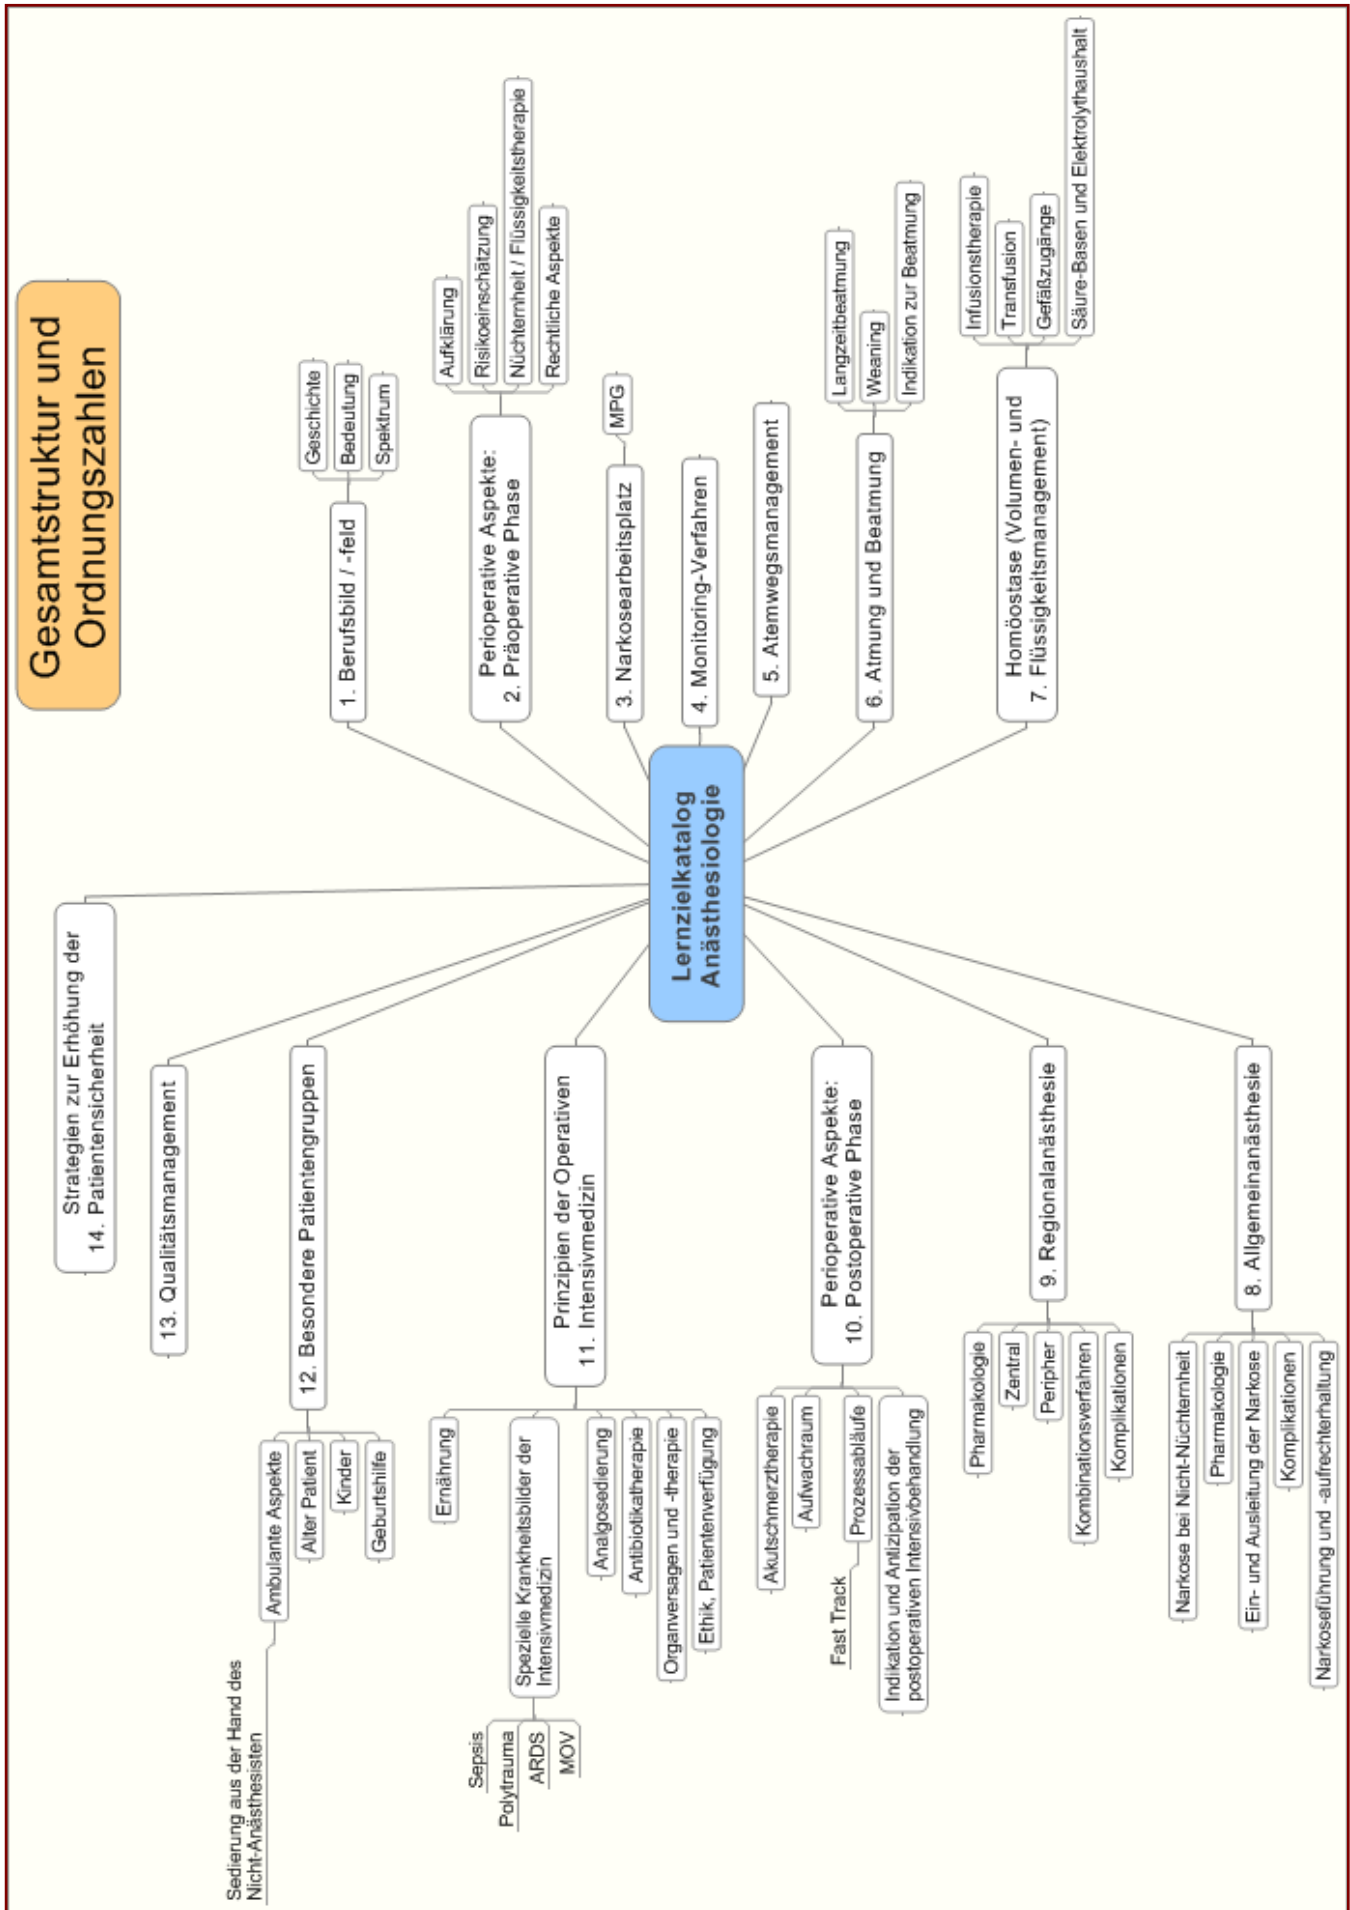 Gesamtstruktur und
Ordnungszahlen
Lernzielkatalog
Anästhesiologie
1. Berufsbild / -feld
Geschichte
Bedeutung
Spektrum
Perioperative Aspekte:
2. Präoperative Phase
Aufklärung
Risikoeinschätzung
Nüchternheit / Flüssigkeitstherapie
Rechtliche Aspekte
3. Narkosearbeitsplatz
MPG
4. Monitoring-Verfahren
5. Atemwegsmanagement
6. Atmung und Beatmung
Langzeitbeatmung
Weaning
Indikation zur Beatmung
Homöostase (Volumen- und
7. Flüssigkeitsmanagement)
Infusionstherapie
Transfusion
Gefäßzugänge
Säure-Basen und Elektrolythaushalt
8. Allgemeinanästhesie
Narkose bei Nicht-Nüchternheit
Pharmakologie
Ein- und Ausleitung der Narkose
Komplikationen
Narkoseführung und -aufrechterhaltung
9. Regionalanästhesie
Pharmakologie
Zentral
Peripher
Kombinationsverfahren
Komplikationen
Perioperative Aspekte:
10. Postoperative Phase
Akutschmerztherapie
Aufwachraum
Prozessabläufe
Fast Track
Indikation und Antizipation der
postoperativen Intensivbehandlung
Prinzipien der Operativen
11. Intensivmedizin
Ernährung
Spezielle Krankheitsbilder der
Intensivmedizin
Sepsis
Polytrauma
ARDS
MOV
Analgosedierung
Antibiotikatherapie
Organversagen und -therapie
Ethik, Patientenverfügung
12. Besondere Patientengruppen
Ambulante Aspekte
Sedierung aus der Hand des
Nicht-Anästhesisten
Alter Patient
Kinder
Geburtshilfe
13. Qualitätsmanagement
Strategien zur Erhöhung der
14. Patientensicherheit